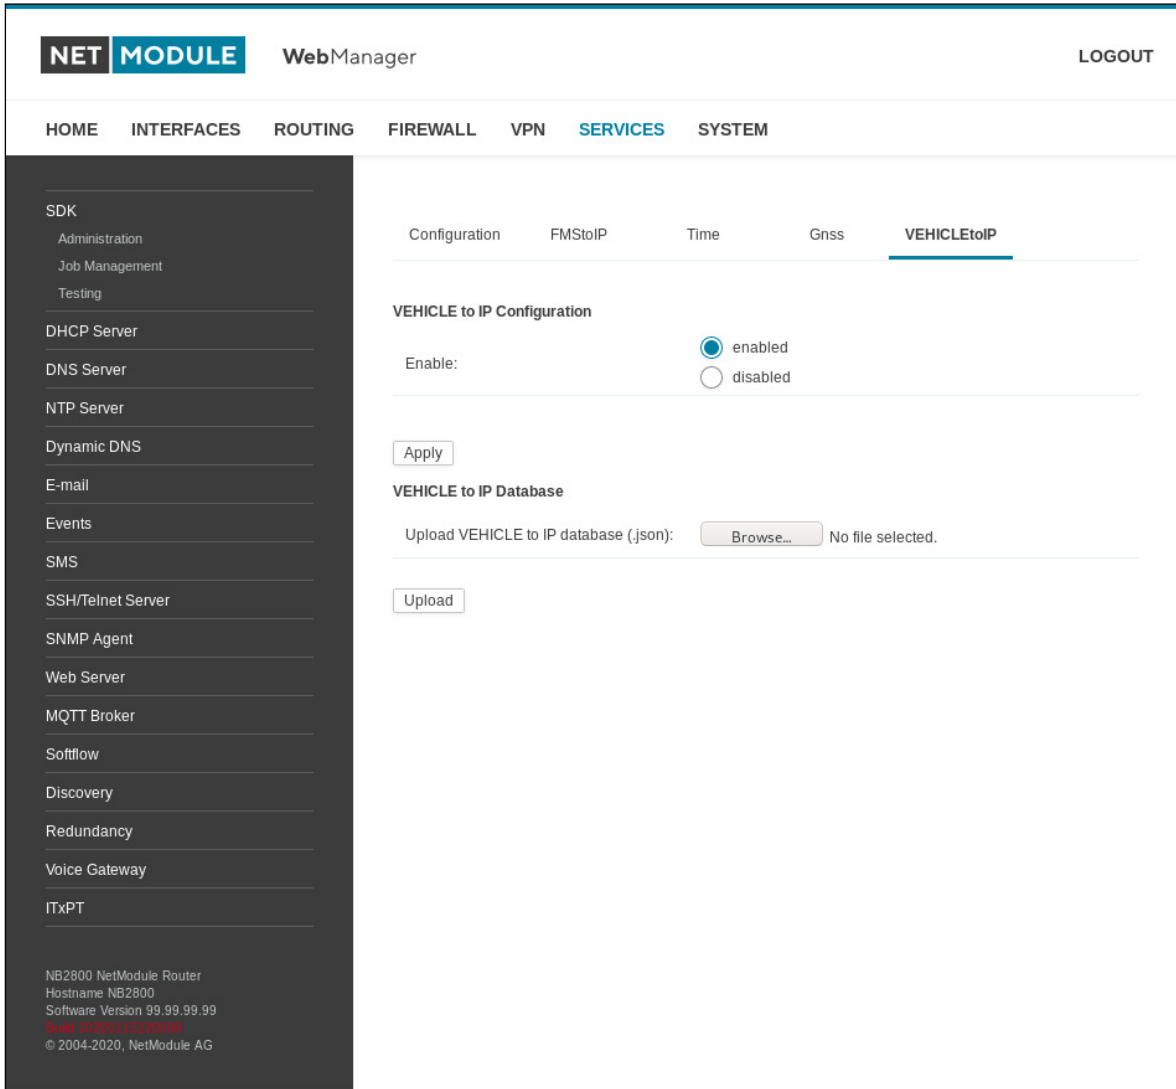 NET MODULE WebManager LOGOUT
HOME INTERFACES ROUTING FIREWALL VPN SERVICES SYSTEM
SDK
Administration
Job Management
Testing
DHCP Server
DNS Server
NTP Server
Dynamic DNS
E-mail
Events
SMS
SSH/Telnet Server
SNMP Agent
Web Server
MQTT Broker
Softflow
Discovery
Redundancy
Voice Gateway
ITxPT
NB2800 NetModule Router
Hostname NB2800
Software Version 99.99.99.99
Build
© 2004-2020, NetModule AG
Configuration FMStoIP Time Gnss VEHICLEtoIP
VEHICLE to IP Configuration
Enable:
enabled
disabled
Apply
VEHICLE to IP Database
Upload VEHICLE to IP database (.json): Browse... No file selected.
Upload